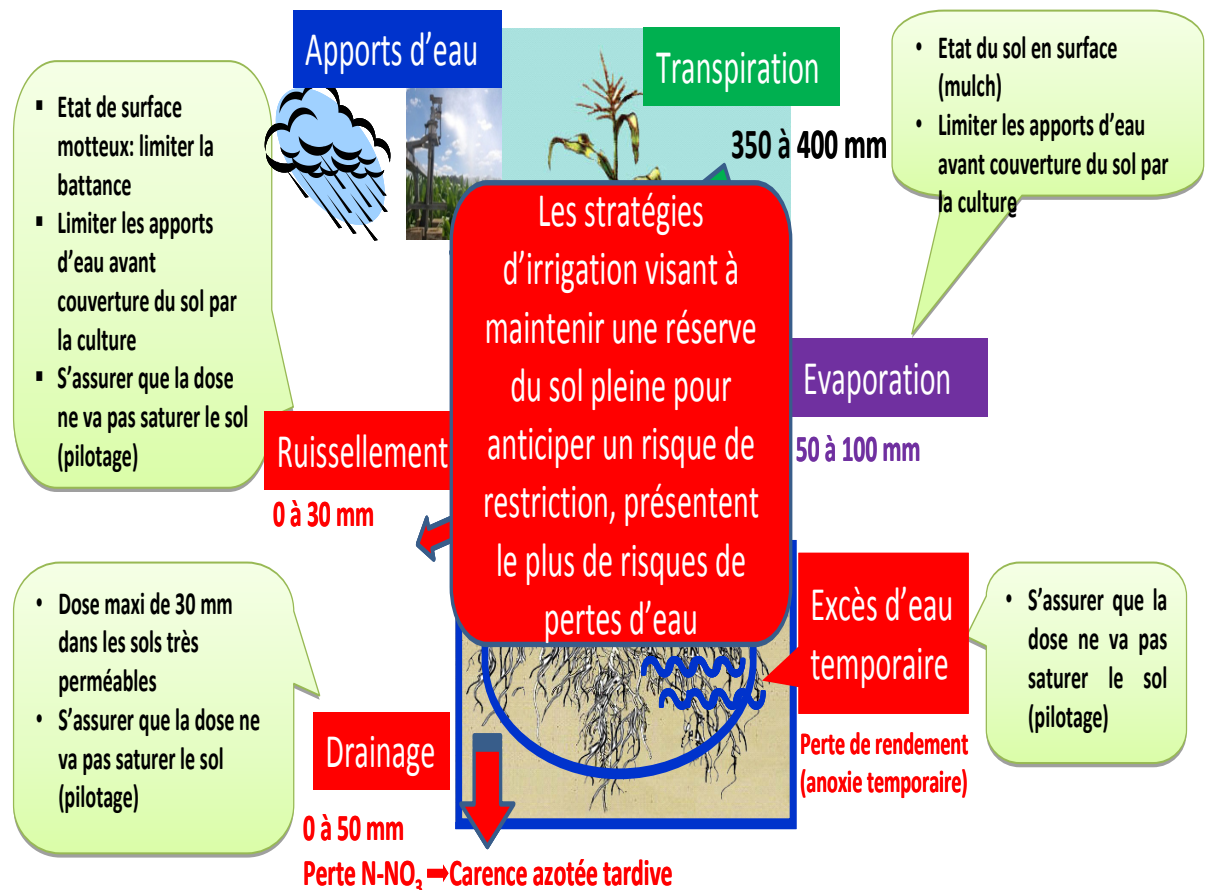 Apports d'eau
Transpiration
350 à 400 mm
▪ Etat de surface
motteux: limiter la
battance
▪ Limiter les apports
d'eau avant
couverture du sol par
la culture
▪ S'assurer que la dose
ne va pas saturer le sol
(pilotage)
• Etat du sol en surface
(mulch)
• Limiter les apports d'eau
avant couverture du sol par
la culture
Les stratégies
d'irrigation visant à
maintenir une réserve
du sol pleine pour
anticiper un risque de
restriction, présentent
le plus de risques de
pertes d'eau
Evaporation
50 à 100 mm
Ruissellement
0 à 30 mm
• Dose maxi de 30 mm
dans les sols très
perméables
• S'assurer que la dose ne
va pas saturer le sol
(pilotage)
Drainage
0 à 50 mm
Perte N-NO₃ ➡Carence azotée tardive
Excès d'eau
temporaire
Perte de rendement
(anoxie temporaire)
• S'assurer que la
dose ne va pas
saturer le sol
(pilotage)